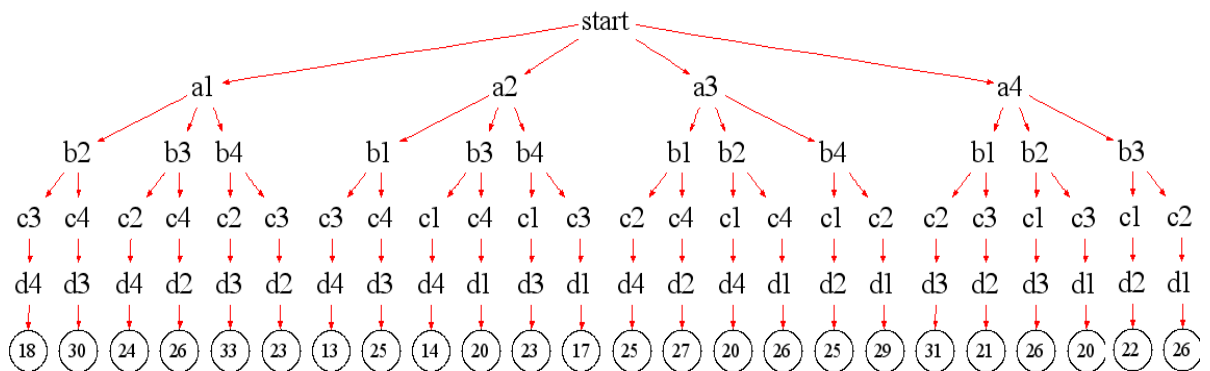 start
a1 a2 a3 a4
b2 b3 b4 b1 b3 b4 b1 b2 b4 b1 b2 b3
c3 c4 c2 c4 c2 c3 c3 c4 c1 c4 c1 c3 c2 c4 c1 c4 c1 c2 c2 c3 c1 c3 c1 c2
d4 d3 d4 d2 d3 d2 d4 d3 d4 d1 d3 d1 d4 d2 d4 d1 d2 d1 d3 d2 d3 d1 d2 d1
18 30 24 26 33 23 13 25 14 20 23 17 25 27 20 26 25 29 31 21 26 20 22 26